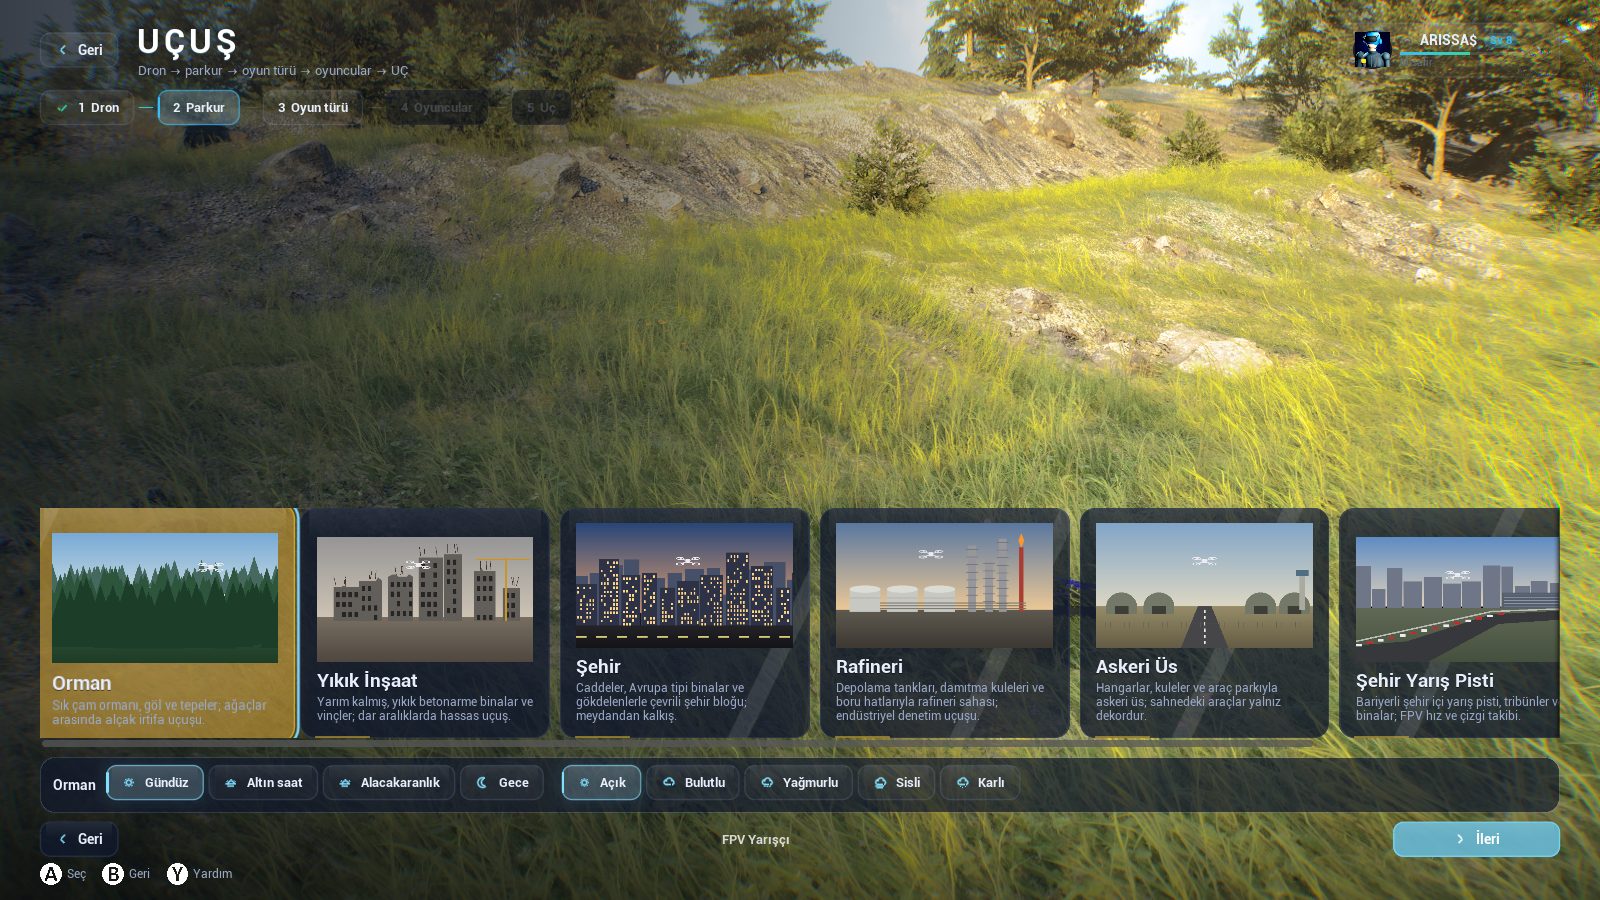 Geri
UÇUŞ
Dron → parkur → oyun türü → oyuncular → UÇ
ARISSA$
1 Dron
2 Parkur
3 Oyun türü
4 Oyuncular
5 Uç
Orman
Sık çam ormanı, göl ve tepeler; ağaçlar
arasında alçak irtifa uçuşu.
Yıkık İnşaat
Yarım kalmış, yıkık betonarme binalar ve
vinçler; dar aralıklarda hassas uçuş.
Şehir
Caddeler, Avrupa tipi binalar ve
gökdelenlerle çevrili şehir bloğu;
meydandan kalkış.
Rafineri
Depolama tankları, damıtma kuleleri ve
boru hatlarıyla rafineri sahası;
endüstriyel denetim uçuşu.
Askeri Üs
Hangarlar, kuleler ve araç parkıyla
askeri üs; sahnedeki araçlar yalnız
dekordur.
Şehir Yarış Pisti
Bariyerli şehir içi yarış pisti, tribünler v
binalar; FPV hız ve çizgi takibi.
Orman
Gündüz
Altın saat
Alacakaranlık
Gece
Açık
Bulutlu
Yağmurlu
Sisli
Karlı
Geri
FPV Yarışçı
İleri
A Seç
B Geri
Y Yardım